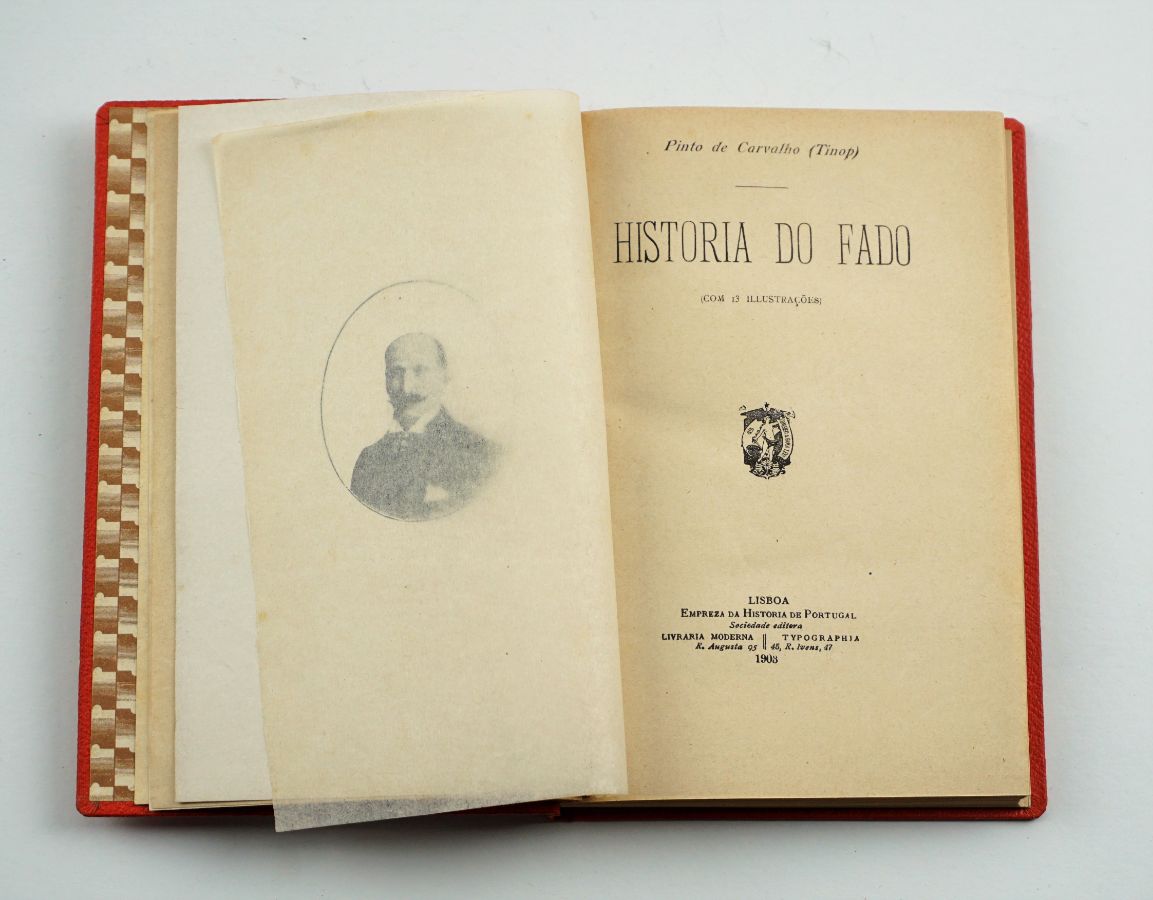 Pinto de Carvalho (Tinop)
HISTORIA DO FADO
(COM 13 ILLUSTRAÇÕES)
LISBOA
EMPREZA DA HISTORIA DE PORTUGAL
Sociedade editora
LIVRARIA MODERNA || TYPOGRAPHIA
R. Augusta 95 || 45, R. Ivens, 47
1903